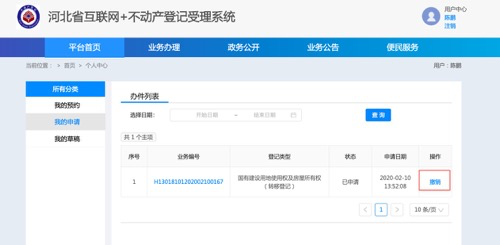 河北省互联网+不动产登记受理系统
用户中心
陈鹏
注销
平台首页
业务办理
政务公开
业务公告
便民服务
当前位置: > 首页 > 个人中心
用户:陈鹏
所有分类
我的预约
我的申请
我的草稿
办件列表
选择日期:
开始日期 ~ 结束日期
查 询
共 1 个主项
序号 业务编号 登记类型 状态 申请日期 操作
1 H13018101202002100167 国有建设用地使用权及房屋所有权 (转移登记) 已申请 2020-02-10 13:52:08 撤销
< 1 > 10 条/页